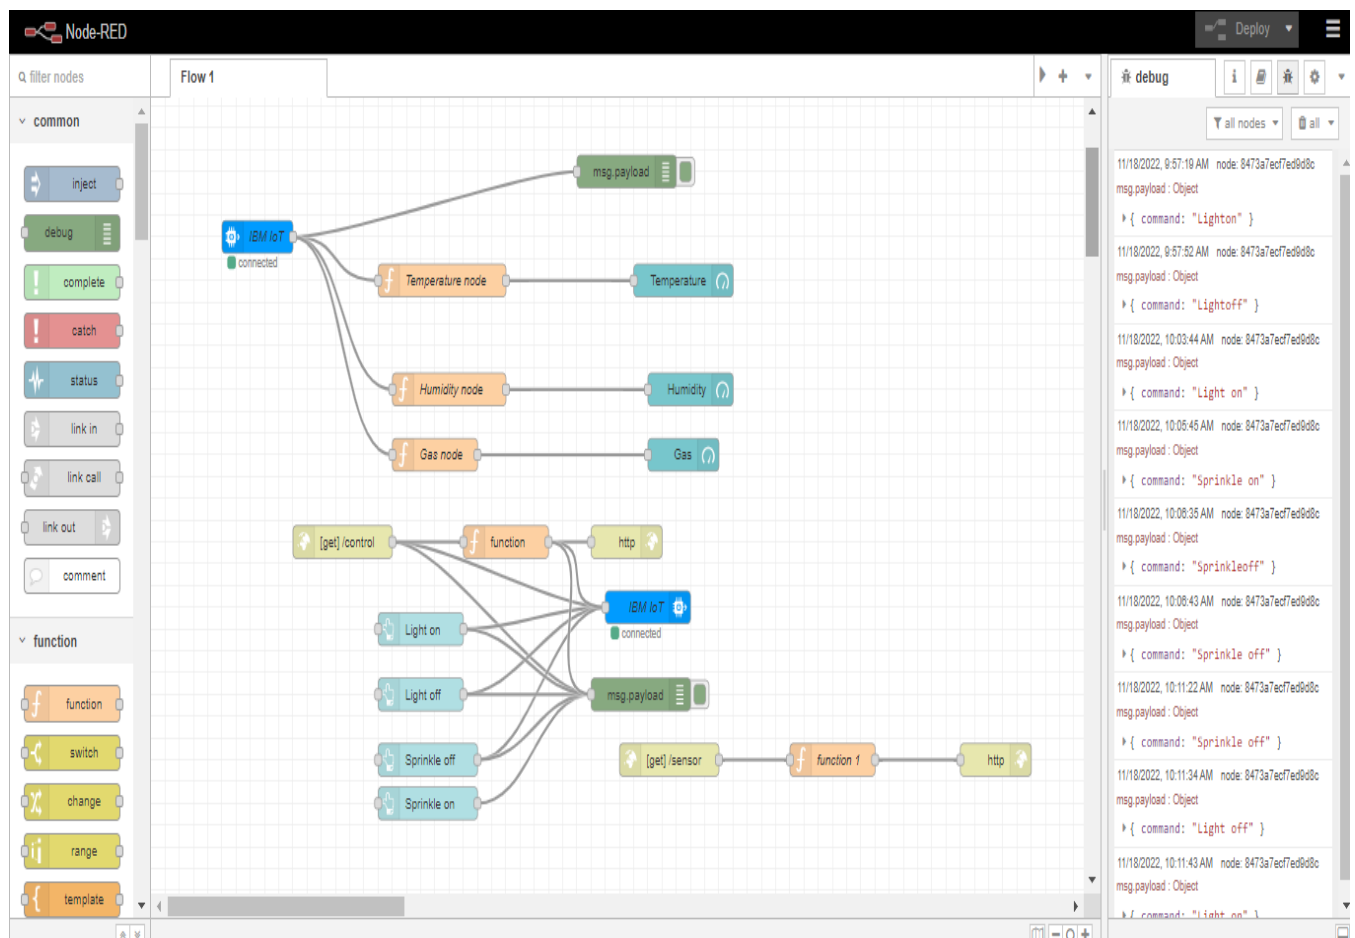 Node-RED
Deploy
filter nodes
Flow 1
debug
i
common
all nodes
all
inject
debug
complete
catch
status
link in
link call
link out
comment
function
function
switch
change
range
template
msg.payload
IBM IoT
connected
Temperature node
Temperature
Humidity node
Humidity
Gas node
Gas
[get] /control
function
http
IBM IoT
connected
Light on
Light off
msg.payload
Sprinkle off
Sprinkle on
[get] /sensor
function 1
http
11/18/2022, 9:57:19 AM node: 8473a7ecf7ed9d8c
msg.payload : Object
{ command: "Lighton" }
11/18/2022, 9:57:52 AM node: 8473a7ecf7ed9d8c
msg.payload : Object
{ command: "Lightoff" }
11/18/2022, 10:03:44 AM node: 8473a7ecf7ed9d8c
msg.payload : Object
{ command: "Light on" }
11/18/2022, 10:05:45 AM node: 8473a7ecf7ed9d8c
msg.payload : Object
{ command: "Sprinkle on" }
11/18/2022, 10:06:35 AM node: 8473a7ecf7ed9d8c
msg.payload : Object
{ command: "Sprinkleoff" }
11/18/2022, 10:06:43 AM node: 8473a7ecf7ed9d8c
msg.payload : Object
{ command: "Sprinkle off" }
11/18/2022, 10:11:22 AM node: 8473a7ecf7ed9d8c
msg.payload : Object
{ command: "Sprinkle off" }
11/18/2022, 10:11:34 AM node: 8473a7ecf7ed9d8c
msg.payload : Object
{ command: "Light off" }
11/18/2022, 10:11:43 AM node: 8473a7ecf7ed9d8c
msg.payload : Object
{ command: "Light on" }